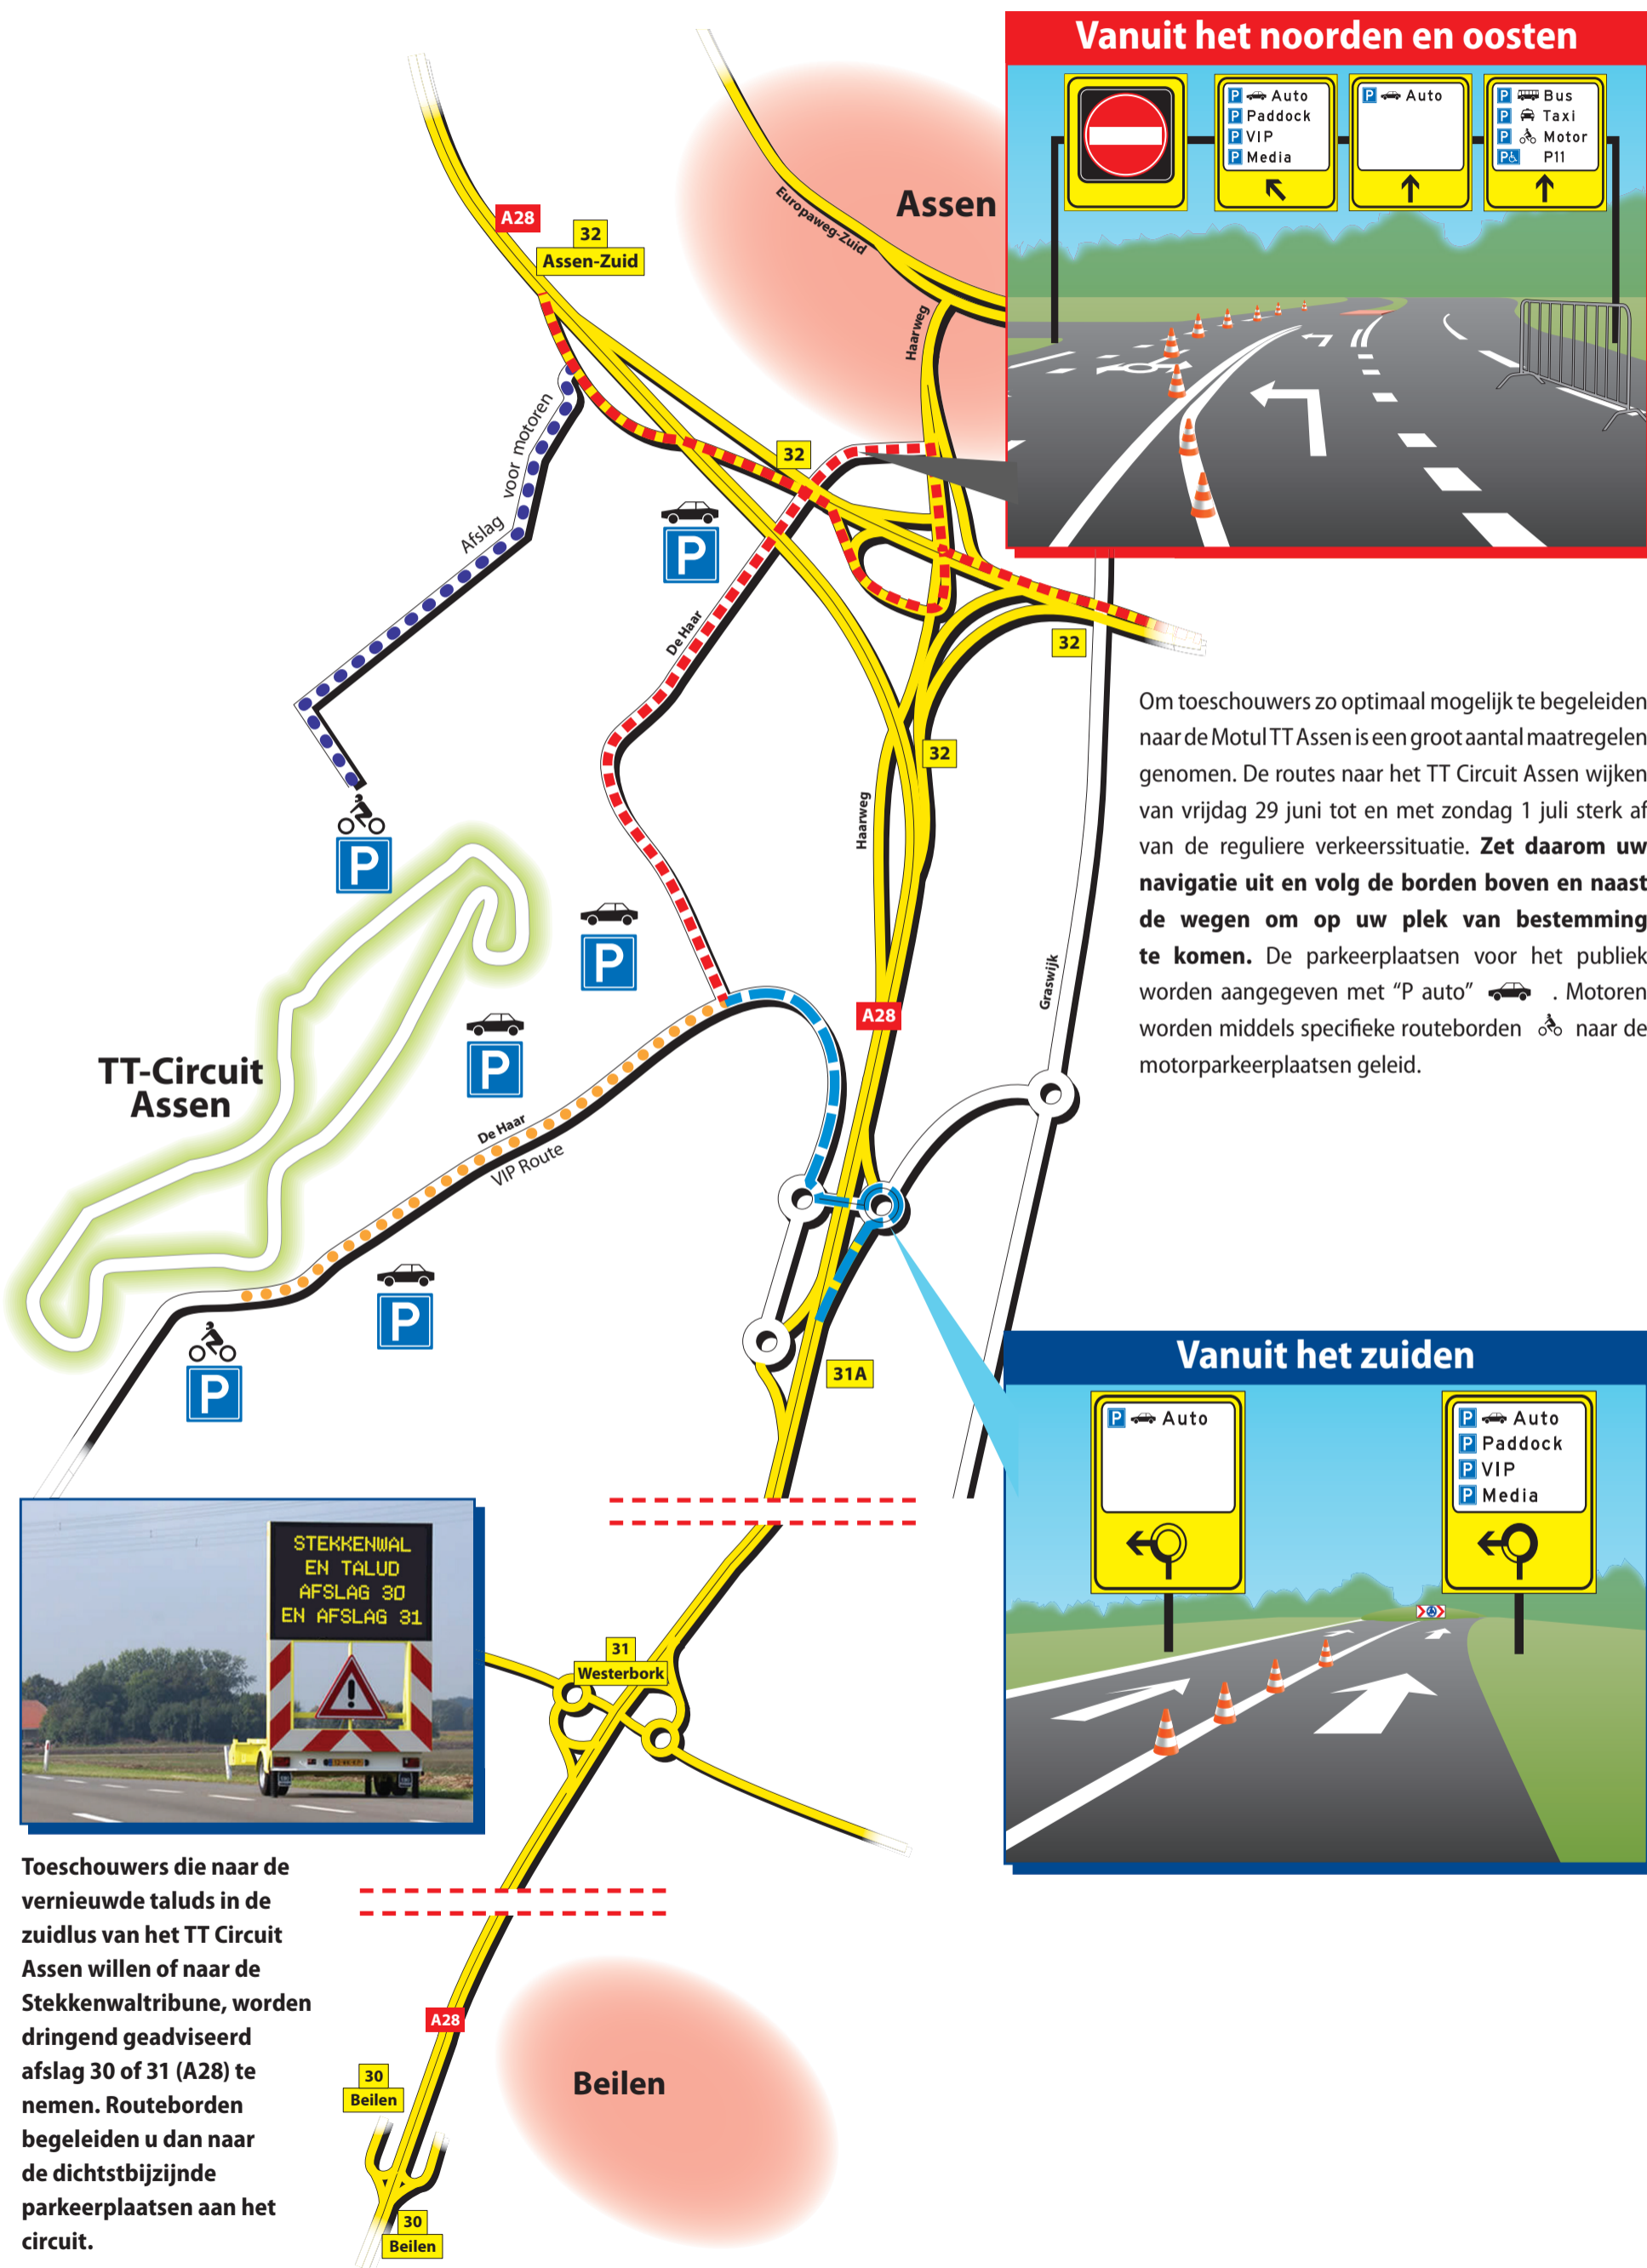 Vanuit het noorden en oosten
P Auto
P Paddock
P VIP
P Media
P Auto
P Bus
P Taxi
P Motor
P P11
Assen
Europaweg-Zuid
A28
32
Assen-Zuid
Haarweg
voor motoren
Afslag
32
P
De Haar
32
32
Haarweg
Om toeschouwers zo optimaal mogelijk te begeleiden
naar de Motul TT Assen is een groot aantal maatregelen
genomen. De routes naar het TT Circuit Assen wijken
van vrijdag 29 juni tot en met zondag 1 juli sterk af
van de reguliere verkeerssituatie. Zet daarom uw
navigatie uit en volg de borden boven en naast
de wegen om op uw plek van bestemming
te komen. De parkeerplaatsen voor het publiek
worden aangegeven met “P auto” . Motoren
worden middels specifieke routeborden naar de
motorparkeerplaatsen geleid.
P
P
Graswijk
A28
P
TT-Circuit
Assen
De Haar
VIP Route
P
P
31A
Vanuit het zuiden
P Auto
P Auto
P Paddock
P VIP
P Media
STEKKENWAL
EN TALUD
AFSLAG 30
EN AFSLAG 31
31
Westerbork
Toeschouwers die naar de
vernieuwde taluds in de
zuidlus van het TT Circuit
Assen willen of naar de
Stekkenwaltribune, worden
dringend geadviseerd
afslag 30 of 31 (A28) te
nemen. Routeborden
begeleiden u dan naar
de dichtstbijzijnde
parkeerplaatsen aan het
circuit.
A28
Beilen
30
Beilen
30
Beilen